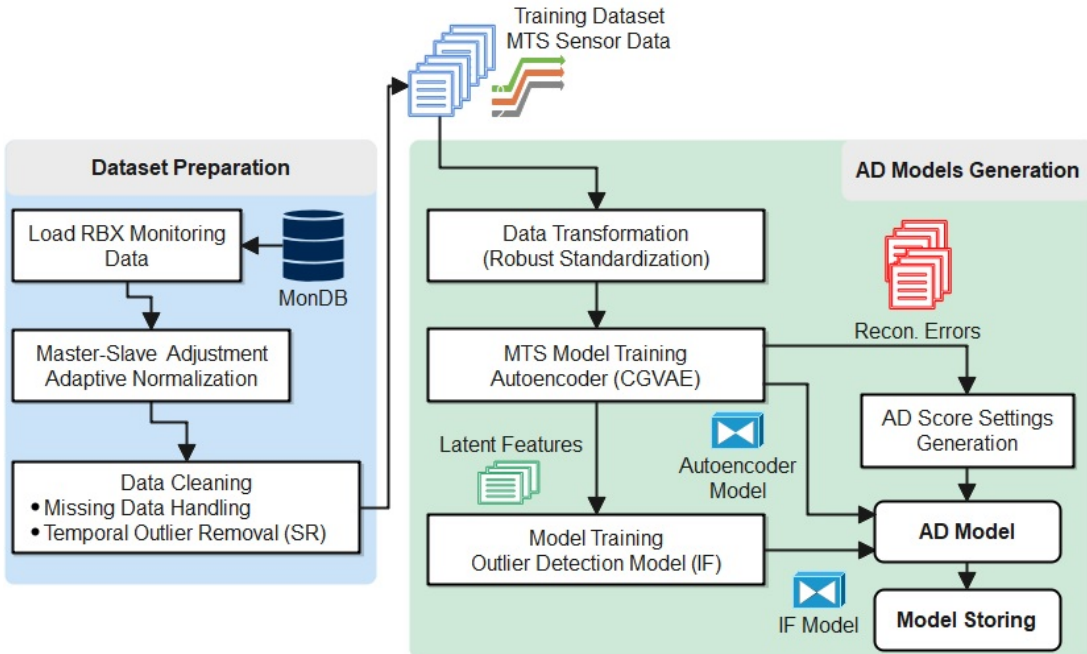 Training Dataset
MTS Sensor Data
Dataset Preparation
Load RBX Monitoring
Data
MonDB
Master-Slave Adjustment
Adaptive Normalization
Data Cleaning
• Missing Data Handling
• Temporal Outlier Removal (SR)
AD Models Generation
Data Transformation
(Robust Standardization)
Recon. Errors
MTS Model Training
Autoencoder (CGVAE)
AD Score Settings
Generation
Latent Features
Autoencoder
Model
Model Training
Outlier Detection Model (IF)
AD Model
IF Model
Model Storing